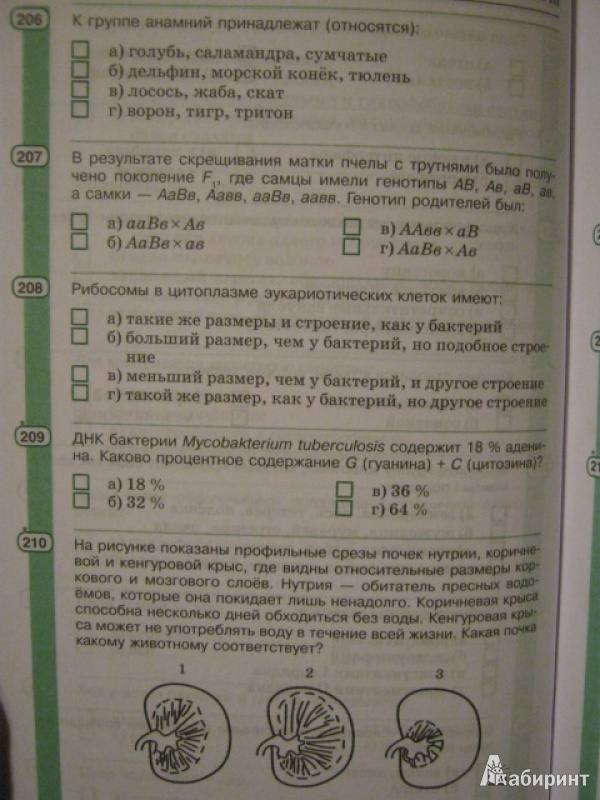 206 К группе анамний принадлежат (относятся):
а) голубь, саламандра, сумчатые
б) дельфин, морской конёк, тюлень
в) лосось, жаба, скат
г) ворон, тигр, тритон
207 В результате скрещивания матки пчелы с трутнями было полу-
чено поколение F1, где самцы имели генотипы АВ, Ав, аВ, ав,
а самки — АаВв, Аавв, ааВв, аавв. Генотип родителей был:
а) ааВв × Ав в) ААвв × аВ
б) АаВв × ав г) АаВв × Ав
208 Рибосомы в цитоплазме эукариотических клеток имеют:
а) такие же размеры и строение, как у бактерий
б) больший размер, чем у бактерий, но подобное строе-
ние
в) меньший размер, чем у бактерий, и другое строение
г) такой же размер, как у бактерий, но другое строение
209 ДНК бактерии Mycobakterium tuberculosis содержит 18 % адени-
на. Каково процентное содержание G (гуанина) + C (цитозина)?
а) 18 % в) 36 %
б) 32 % г) 64 %
210 На рисунке показаны профильные срезы почек нутрии, коричне-
вой и кенгуровой крыс, где видны относительные размеры кор-
кового и мозгового слоёв. Нутрия — обитатель пресных водо-
ёмов, которые она покидает лишь ненадолго. Коричневая крыса
способна несколько дней обходиться без воды. Кенгуровая кры-
са может не употреблять воду в течение всей жизни. Какая почка
какому животному соответствует?
1 2 3
Лабиринт